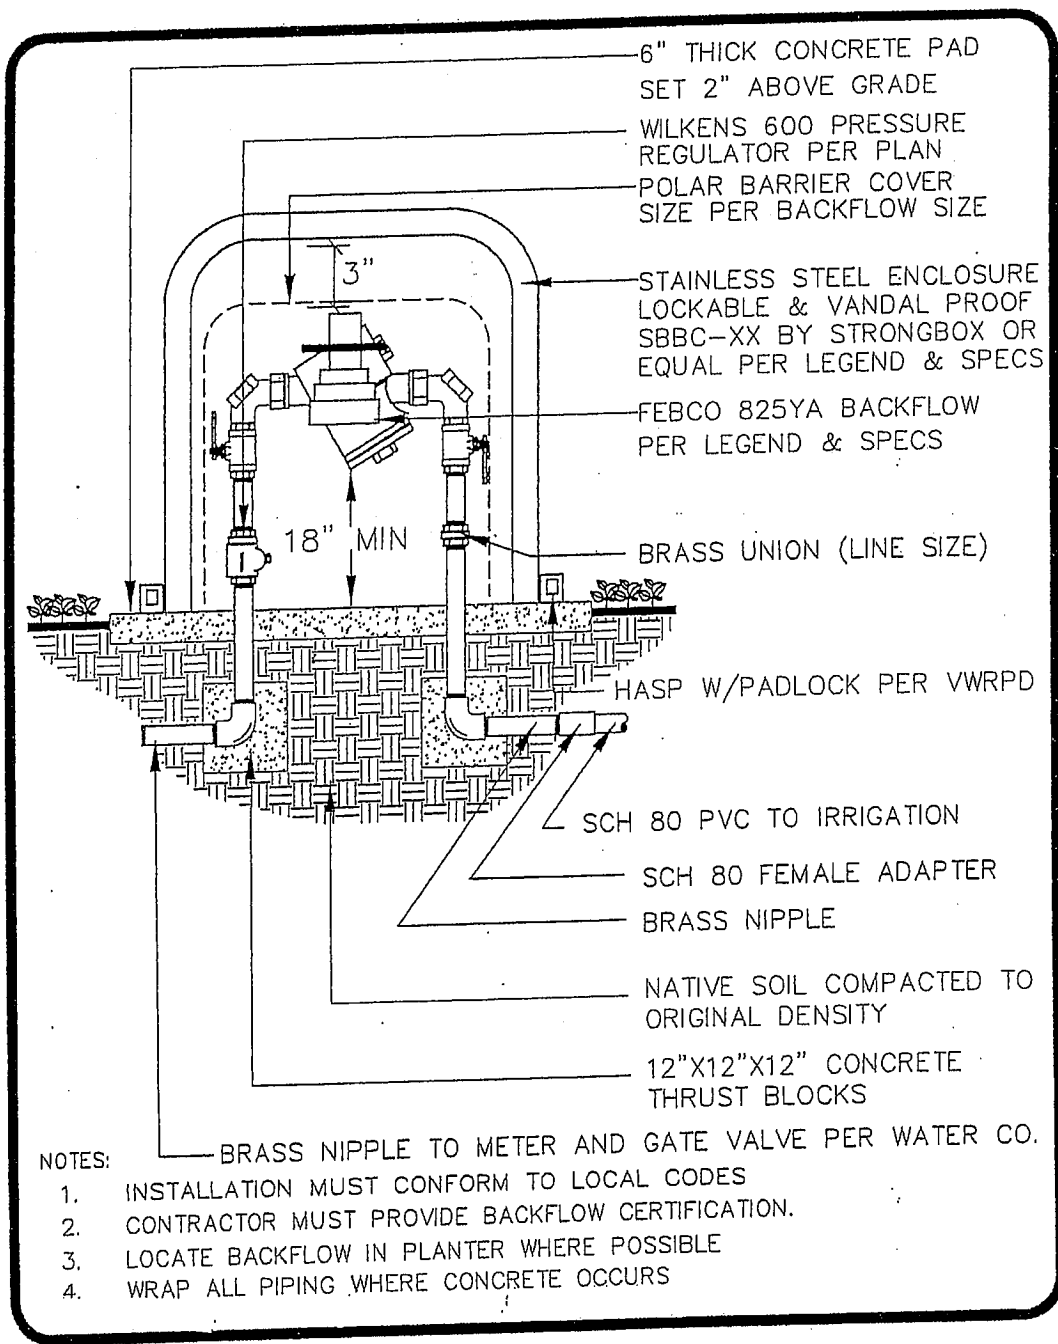 6" THICK CONCRETE PAD
SET 2" ABOVE GRADE
WILKENS 600 PRESSURE
REGULATOR PER PLAN
POLAR BARRIER COVER
SIZE PER BACKFLOW SIZE
3"
STAINLESS STEEL ENCLOSURE
LOCKABLE & VANDAL PROOF
SBBC-XX BY STRONGBOX OR
EQUAL PER LEGEND & SPECS
FEBCO 825YA BACKFLOW
PER LEGEND & SPECS
18" MIN
BRASS UNION (LINE SIZE)
HASP W/PADLOCK PER VWRPD
SCH 80 PVC TO IRRIGATION
SCH 80 FEMALE ADAPTER
BRASS NIPPLE
NATIVE SOIL COMPACTED TO
ORIGINAL DENSITY
12"X12"X12" CONCRETE
THRUST BLOCKS
BRASS NIPPLE TO METER AND GATE VALVE PER WATER CO.
NOTES:
1. INSTALLATION MUST CONFORM TO LOCAL CODES
2. CONTRACTOR MUST PROVIDE BACKFLOW CERTIFICATION.
3. LOCATE BACKFLOW IN PLANTER WHERE POSSIBLE
4. WRAP ALL PIPING WHERE CONCRETE OCCURS